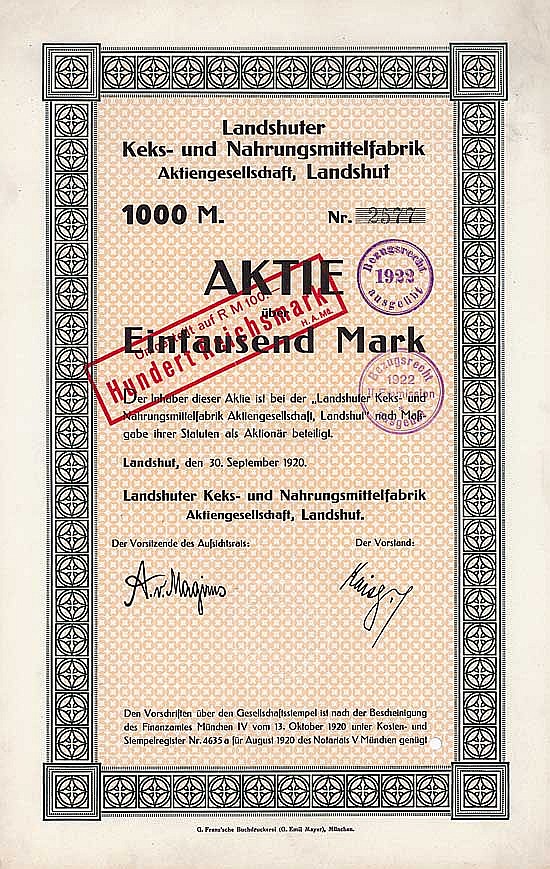 Landshuter
Keks- und Nahrungsmittelfabrik
Aktiengesellschaft, Landshut
1000 M.
Nr. 2577
Bezugsrecht
1922
ausgeübt
AKTIE
über
Eintausend Mark
Umgestellt auf R M 100.-
Hundert Reichsmark
H. A. Mü.
Bezugsrecht
1922
ausgeübt
Der Inhaber dieser Aktie ist bei der „Landshuter Keks- und
Nahrungsmittelfabrik Aktiengesellschaft, Landshut" nach Maß-
gabe ihrer Statuten als Aktionär beteiligt.
Landshut, den 30. September 1920.
Landshuter Keks- und Nahrungsmittelfabrik
Aktiengesellschaft, Landshut.
Der Vorsitzende des Aufsichtsrats:
Der Vorstand:
A. v. Magirus
Den Vorschriften über den Gesellschaftsstempel ist nach der Bescheinigung
des Finanzamtes München IV vom 13. Oktober 1920 unter Kosten- und
Stempelregister Nr. 4635 a für August 1920 des Notariats V München genügt
G. Franz'sche Buchdruckerei (G. Emil Mayer), München.